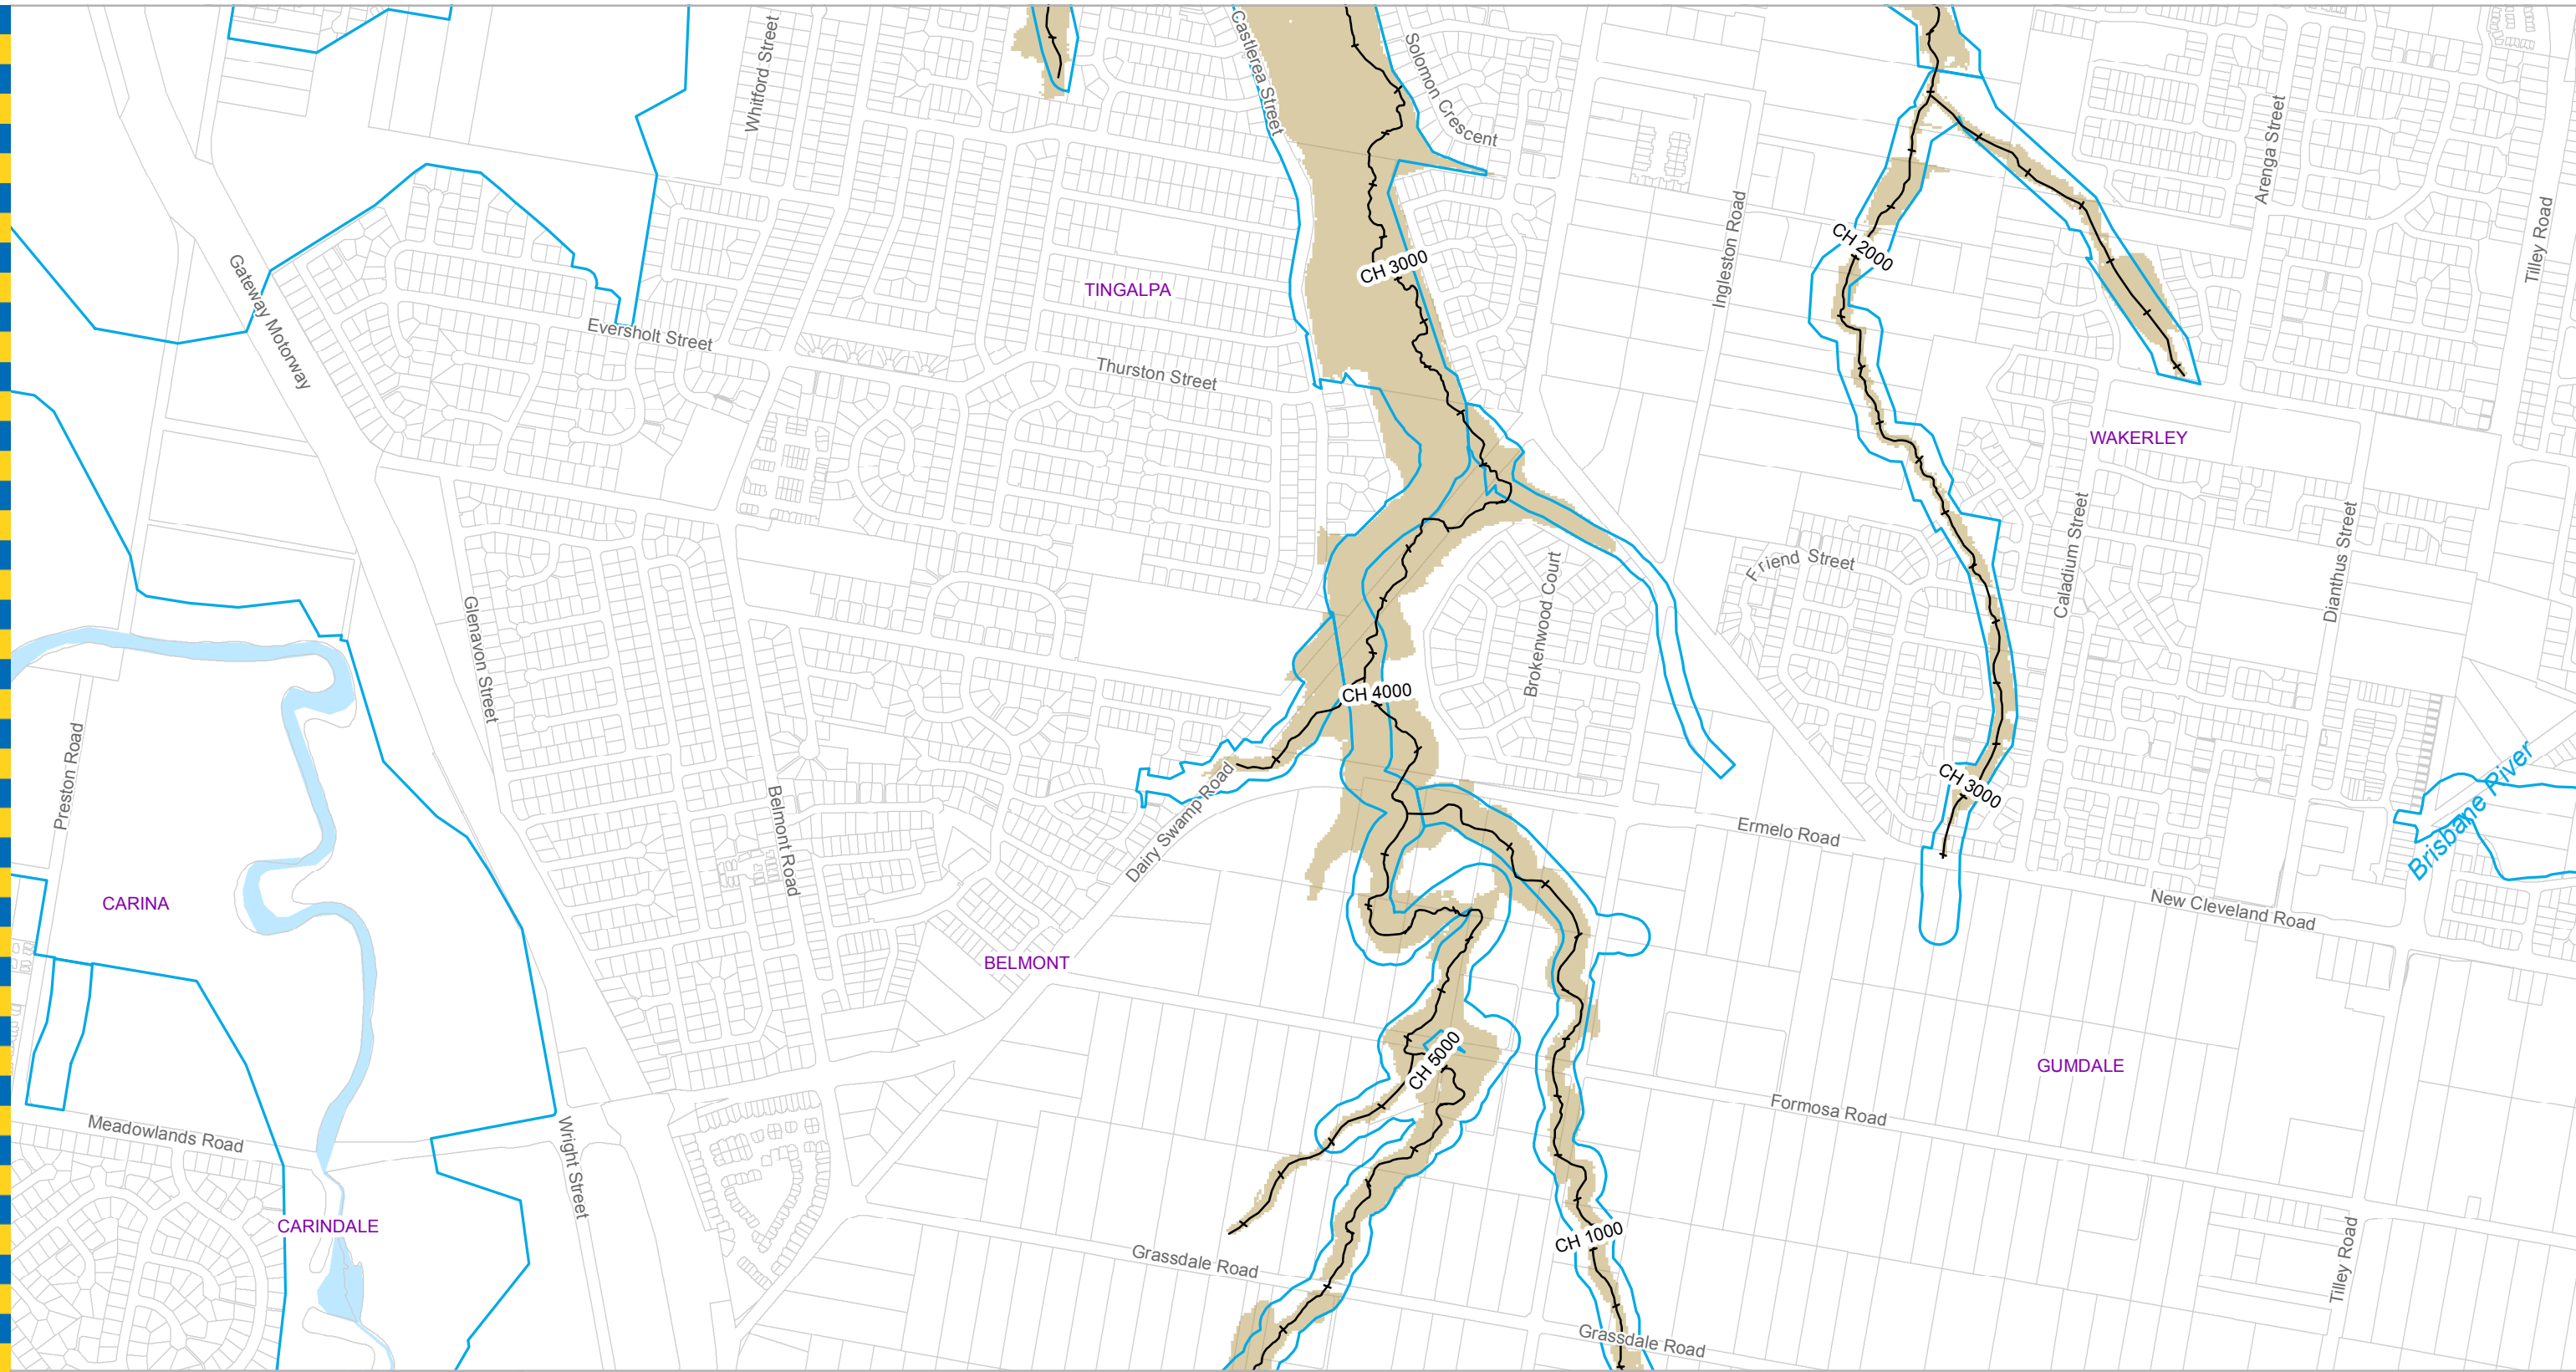 Whitford Street
Castlerea Street
Solomon Crescent
Arenga Street
Tilley Road
Ingleston Road
CH 2000
Gateway Motorway
CH 3000
TINGALPA
Eversholt Street
Thurston Street
WAKERLEY
Friend Street
Caladium Street
Dianthus Street
Brokenwood Court
Glenavon Street
CH 4000
Preston Road
Belmont Road
Dairy Swamp Road
CH 3000
Ermelo Road
Brisbane River
CARINA
New Cleveland Road
BELMONT
CH 5000
GUMDALE
Formosa Road
Meadowlands Road
Wright Street
CARINDALE
CH 1000
Grassdale Road
Tilley Road
Grassdale Road